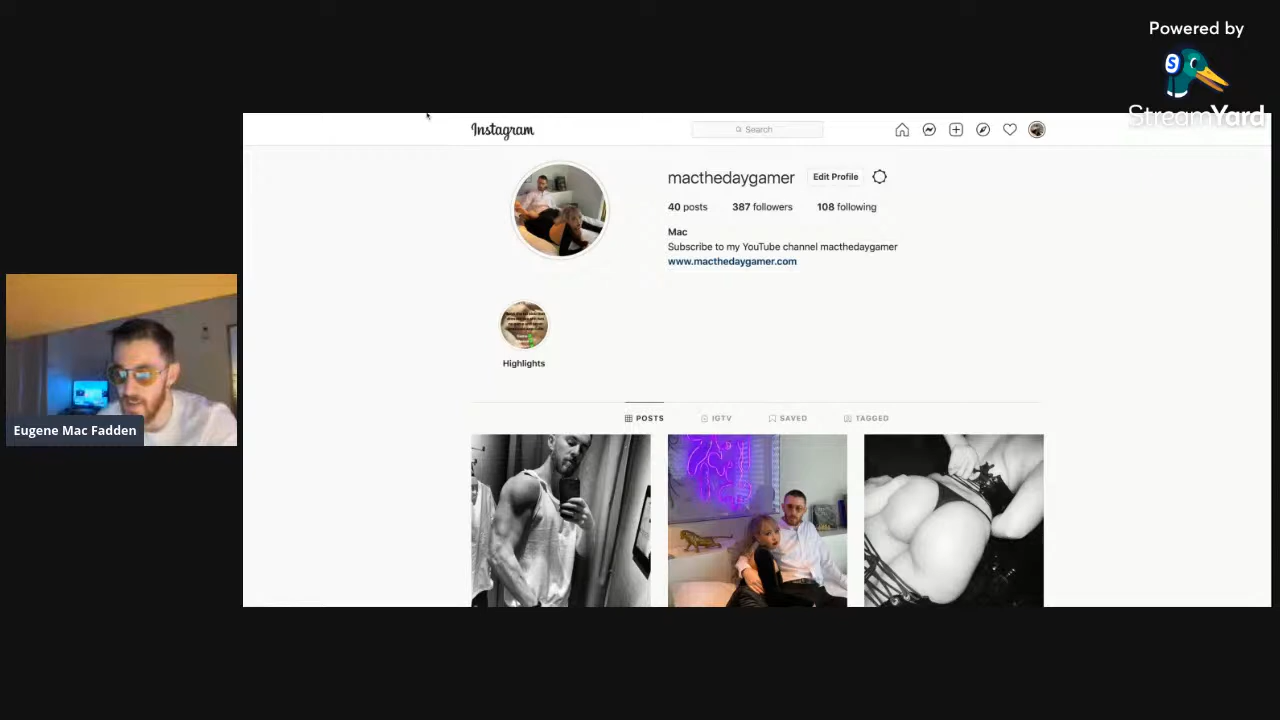 Powered by
StreamYard
Instagram
Search
macthedaygamer
Edit Profile
40 posts
387 followers
108 following
Mac
Subscribe to my YouTube channel macthedaygamer
www.macthedaygamer.com
Highlights
POSTS
IGTV
SAVED
TAGGED
Eugene Mac Fadden